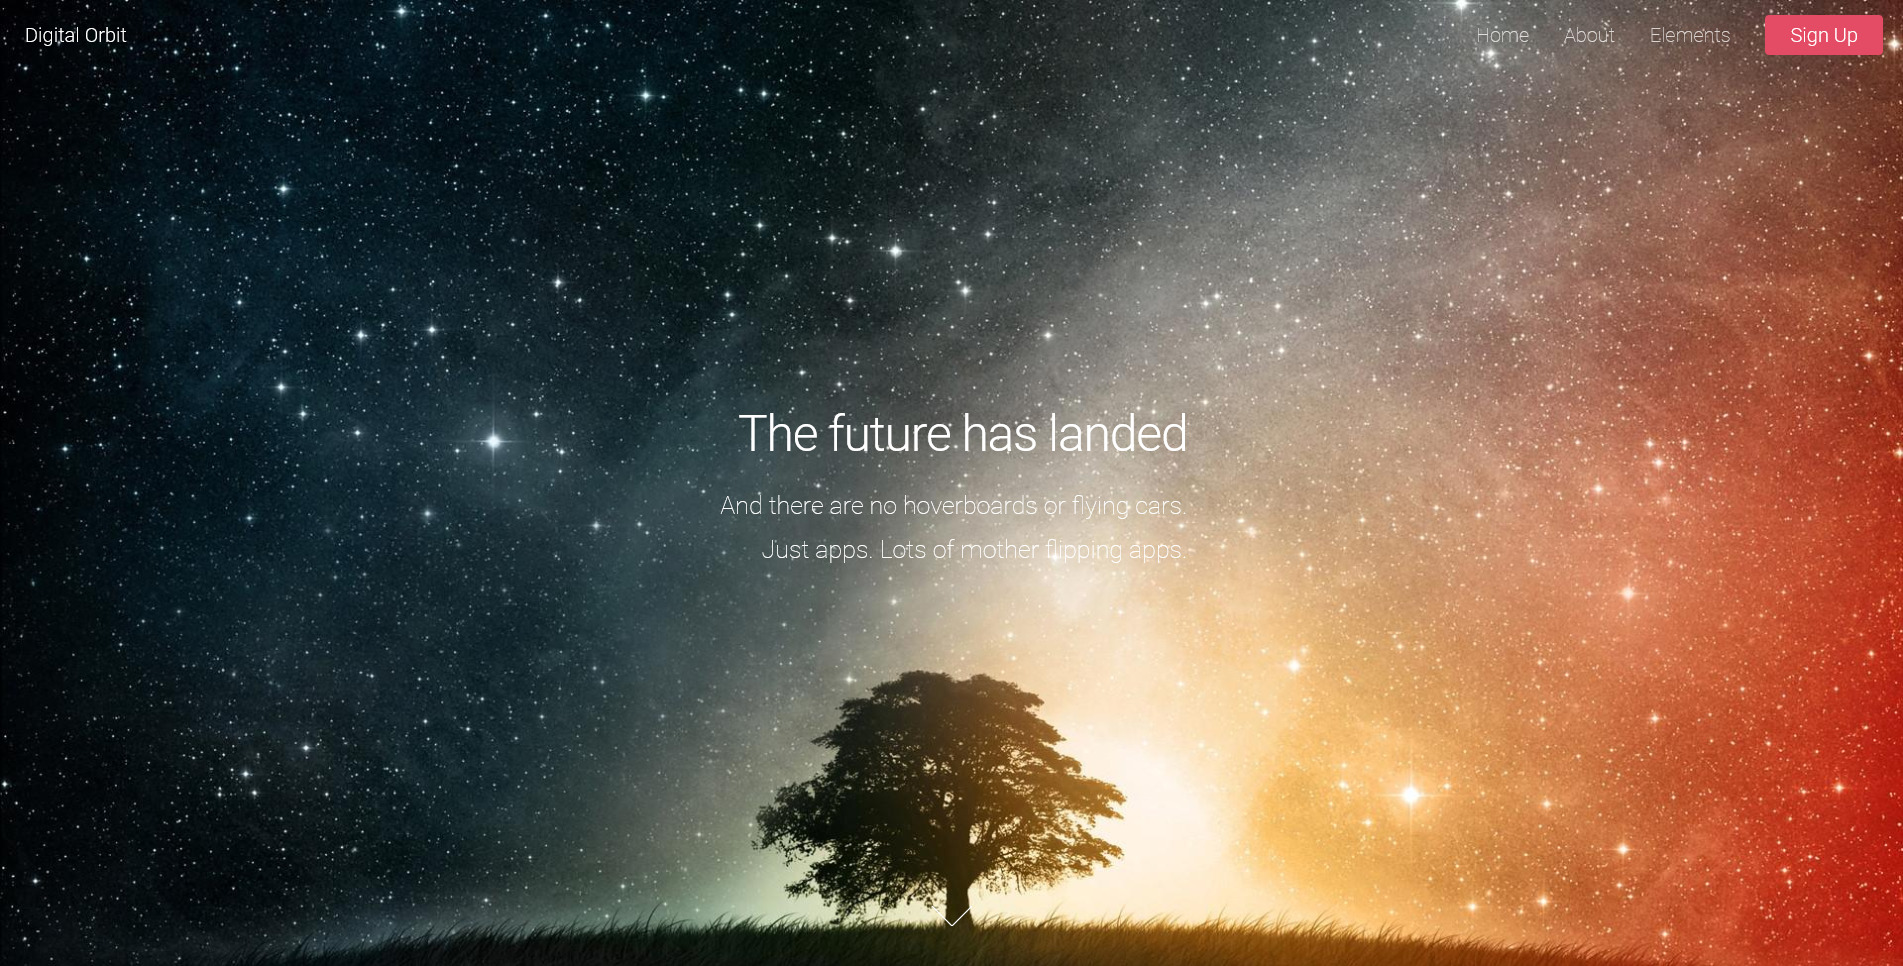 Digital Orbit
Home About Elements Sign Up
The future has landed
And there are no hoverboards or flying cars.
Just apps. Lots of mother flipping apps.